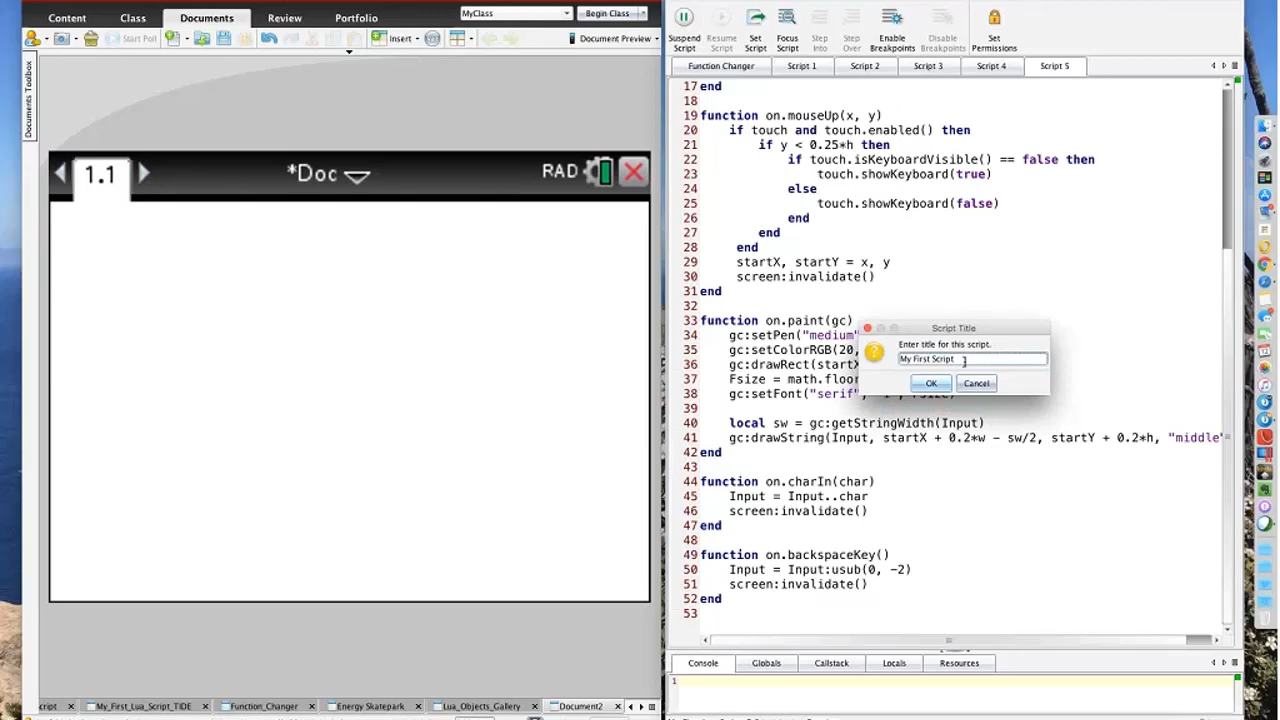 Content Class Documents Review Portfolio MyClass Begin Class
Start Poll Insert Document Preview
Documents Toolbox
1.1 *Doc RAD
Script × My_First_Lua_Script_TIDE × Function_Changer × Energy Skatepark × Lua_Objects_Gallery × Document2 ×
Suspend Script Resume Script Set Script Focus Script Step Into Step Over Enable Breakpoints Disable Breakpoints Set Permissions
Function Changer Script 1 Script 2 Script 3 Script 4 Script 5
17 end
18
19 function on.mouseUp(x, y)
20 if touch and touch.enabled() then
21 if y < 0.25*h then
22 if touch.isKeyboardVisible() == false then
23 touch.showKeyboard(true)
24 else
25 touch.showKeyboard(false)
26 end
27 end
28 end
29 startX, startY = x, y
30 screen:invalidate()
31 end
32
33 function on.paint(gc)
34 gc:setPen("medium"
35 gc:setColorRGB(20,
36 gc:drawRect(startX
37 Fsize = math.floor
38 gc:setFont("serif",
39
40 local sw = gc:getStringWidth(Input)
41 gc:drawString(Input, startX + 0.2*w - sw/2, startY + 0.2*h, "middle"
42 end
43
44 function on.charIn(char)
45 Input = Input..char
46 screen:invalidate()
47 end
48
49 function on.backspaceKey()
50 Input = Input:usub(0, -2)
51 screen:invalidate()
52 end
53
Script Title
Enter title for this script.
My First Script
OK Cancel
Console Globals Callstack Locals Resources
1